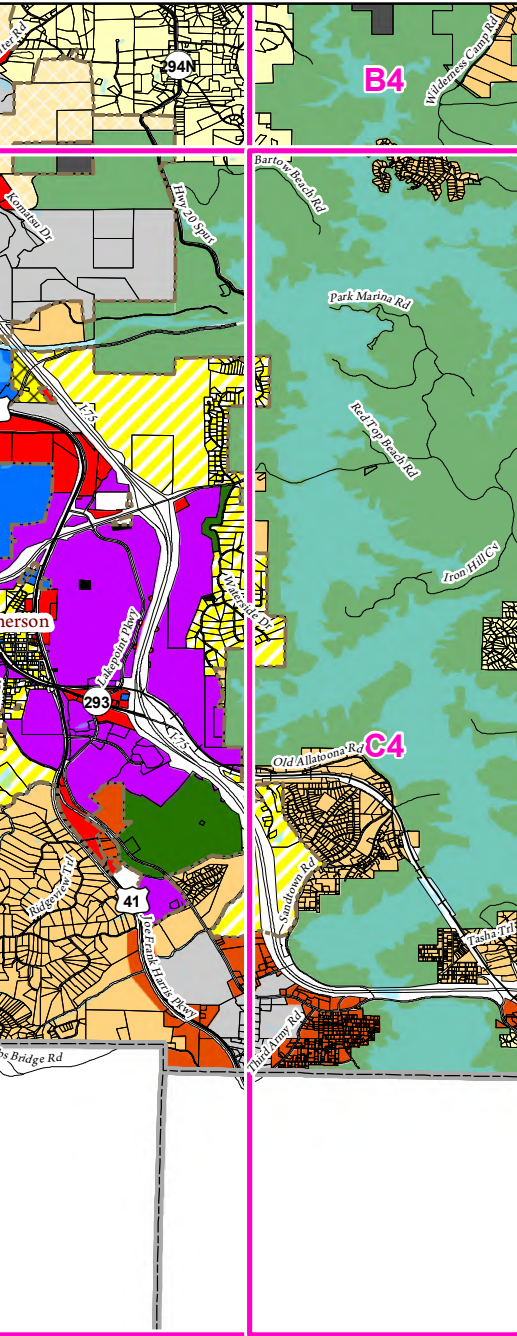 294N
B4
Wilderness Camp Rd
Bartow Beach Rd
Komatsu Dr
Hwy 20 Spur
Park Marina Rd
I-75
Red Top Beach Rd
Iron Hill Cv
Waterside Dr
Lakepoint Pkwy
293
I-75
C4
Old Allatoona Rd
Ridgeview Trl
41
Sandtown Rd
Joe Frank Harris Pkwy
Tasha Trl
Third Army Rd
Bridge Rd